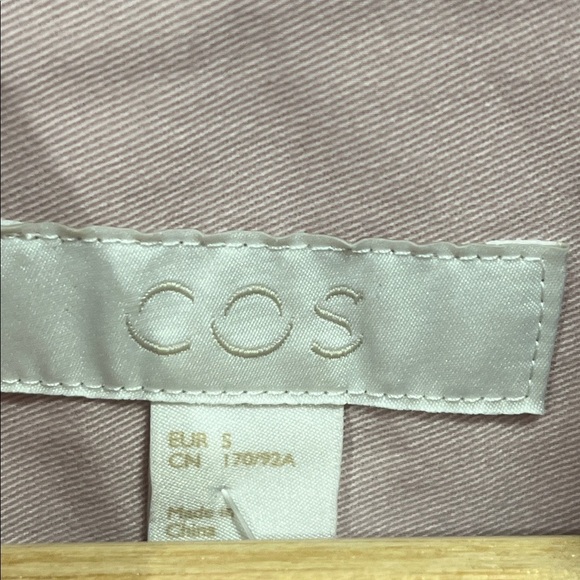 COS
EUR S
CN 170/92A
Made in
China